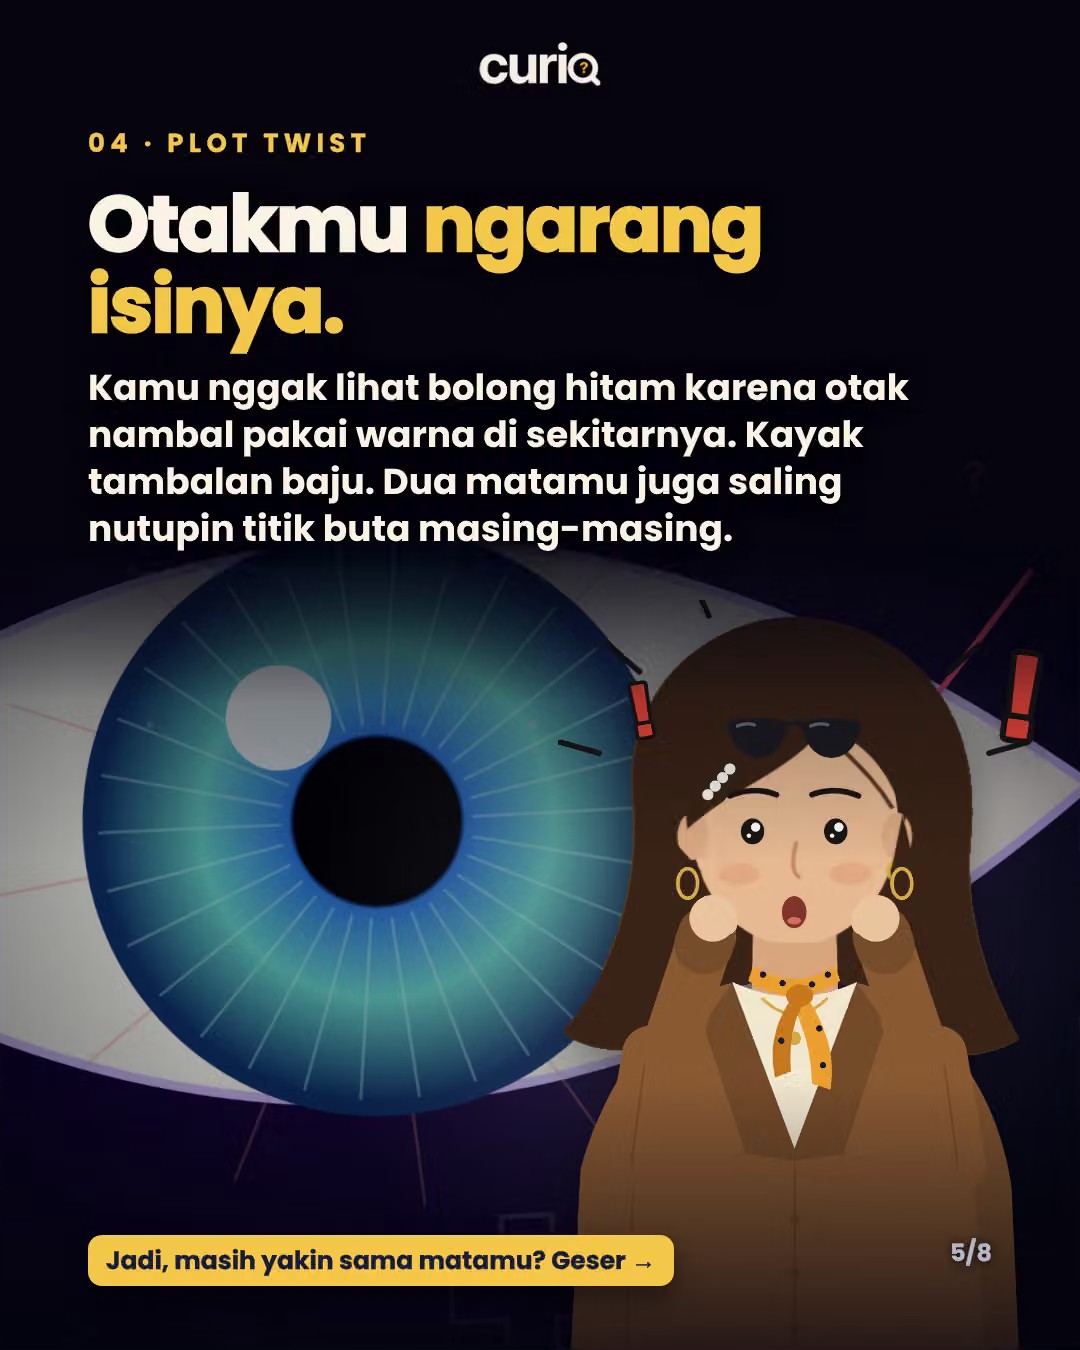 curio
04 · PLOT TWIST
Otakmu ngarang
isinya.
Kamu nggak lihat bolong hitam karena otak
nambal pakai warna di sekitarnya. Kayak
tambalan baju. Dua matamu juga saling
nutupin titik buta masing-masing.
Jadi, masih yakin sama matamu? Geser →
5/8